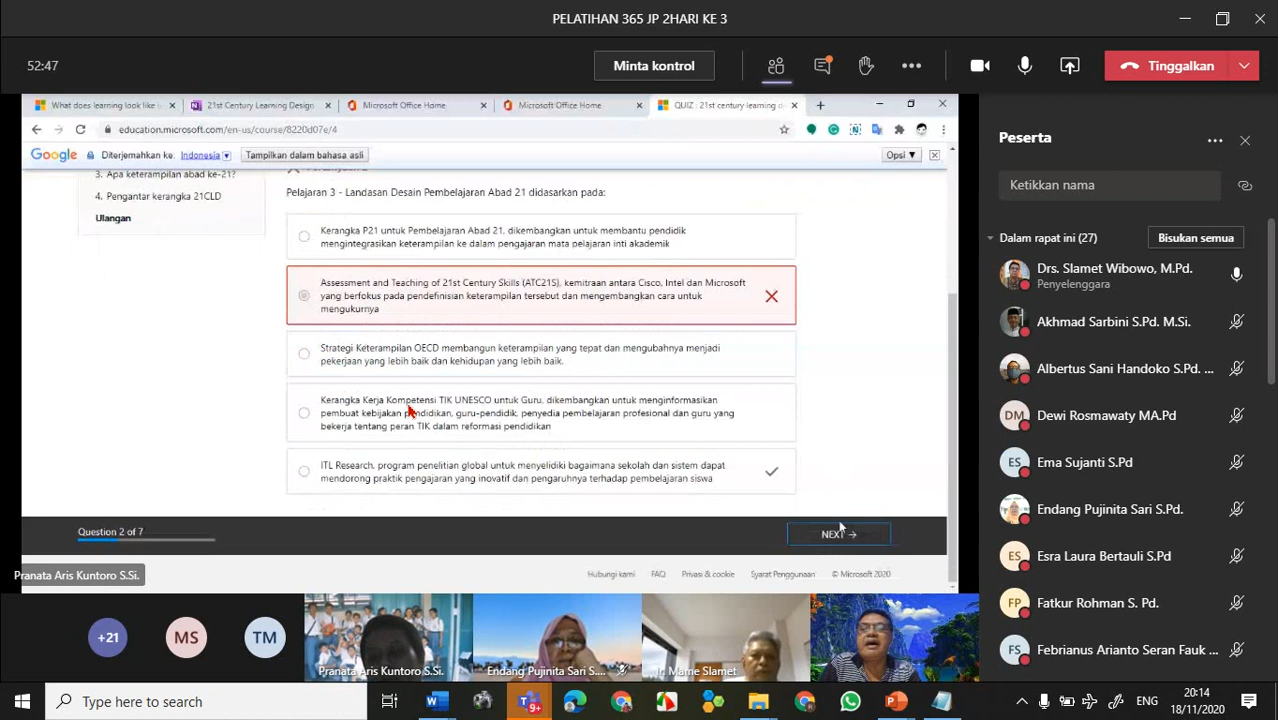 PELATIHAN 365 JP 2HARI KE 3
52:47
Minta kontrol
Tinggalkan
What does learning look like i
21st Century Learning Design
Microsoft Office Home
Microsoft Office Home
QUIZ : 21st century learning d
education.microsoft.com/en-us/course/8220d07e/4
Google
Diterjemahkan ke. Indonesia
Tampilkan dalam bahasa asli
Opsi
3. Apa keterampilan abad ke-21?
4. Pengantar kerangka 21CLD
Ulangan
Pelajaran 3 - Landasan Desain Pembelajaran Abad 21 didasarkan pada:
Kerangka P21 untuk Pembelajaran Abad 21, dikembangkan untuk membantu pendidik
mengintegrasikan keterampilan ke dalam pengajaran mata pelajaran inti akademik
Assessment and Teaching of 21st Century Skills (ATC21S), kemitraan antara Cisco, Intel dan Microsoft
yang berfokus pada pendefinisian keterampilan tersebut dan mengembangkan cara untuk
mengukurnya
Strategi Keterampilan OECD membangun keterampilan yang tepat dan mengubahnya menjadi
pekerjaan yang lebih baik dan kehidupan yang lebih baik.
Kerangka Kerja Kompetensi TIK UNESCO untuk Guru, dikembangkan untuk menginformasikan
pembuat kebijakan pendidikan, guru-pendidik, penyedia pembelajaran profesional dan guru yang
bekerja tentang peran TIK dalam reformasi pendidikan
ITL Research, program penelitian global untuk menyelidiki bagaimana sekolah dan sistem dapat
mendorong praktik pengajaran yang inovatif dan pengaruhnya terhadap pembelajaran siswa
Question 2 of 7
NEXT
Hubungi kami
FAQ
Privasi & cookie
Syarat Penggunaan
© Microsoft 2020
Pranata Aris Kuntoro S.Si.
+21
MS
TM
Pranata Aris Kuntoro S.Si.
Endang Pujinita Sari S....
Ir. Mame Slamet
Peserta
Ketikkan nama
Dalam rapat ini (27)
Bisukan semua
Drs. Slamet Wibowo, M.Pd.
Penyelenggara
Akhmad Sarbini S.Pd. M.Si.
Albertus Sani Handoko S.Pd. ...
DM
Dewi Rosmawaty MA.Pd
ES
Ema Sujanti S.Pd
Endang Pujinita Sari S.Pd.
ES
Esra Laura Bertauli S.Pd
FP
Fatkur Rohman S. Pd.
FS
Febrianus Arianto Seran Fauk ...
Type here to search
9+
ENG
20:14
18/11/2020